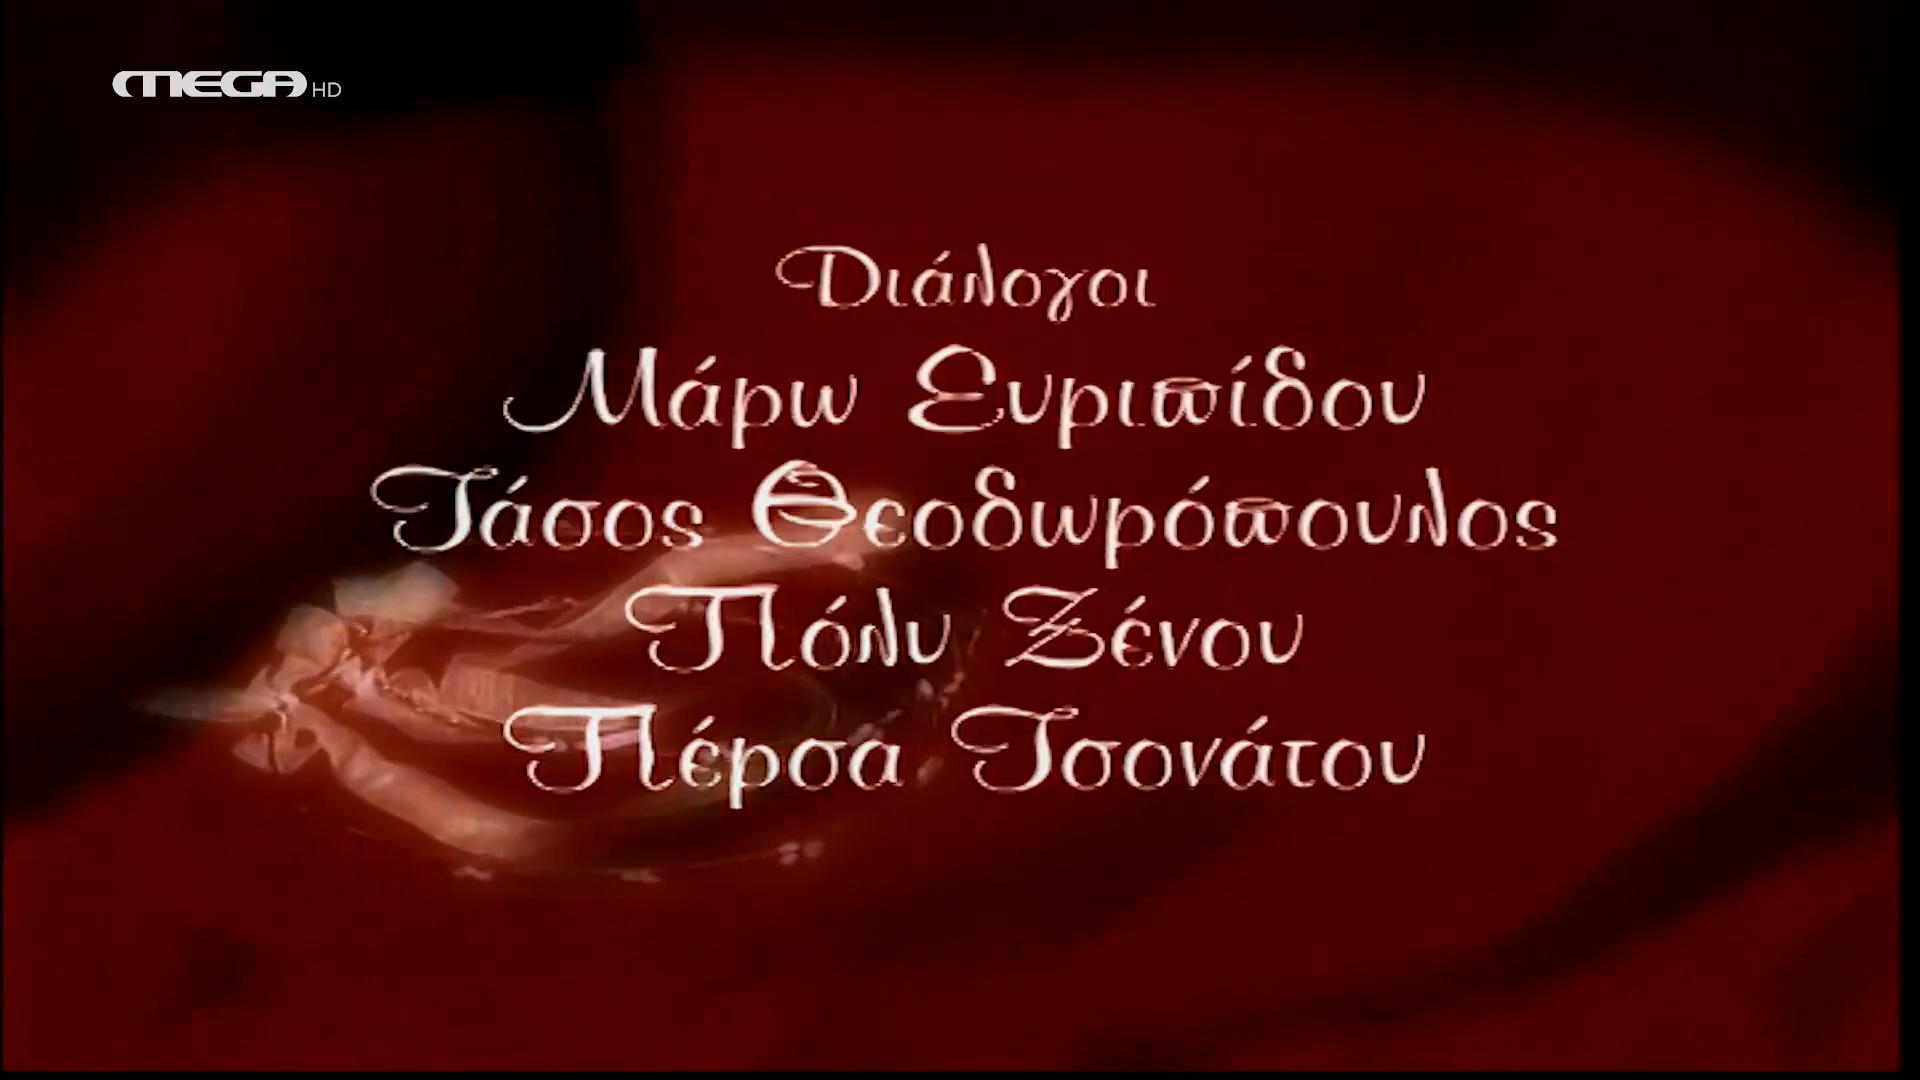 MEGA HD
Διάλογοι
Μάρω Ευριπίδου
Τάσος Θεοδωρόπουλος
Πόλυ Ξένου
Πέρσα Τσονάτου